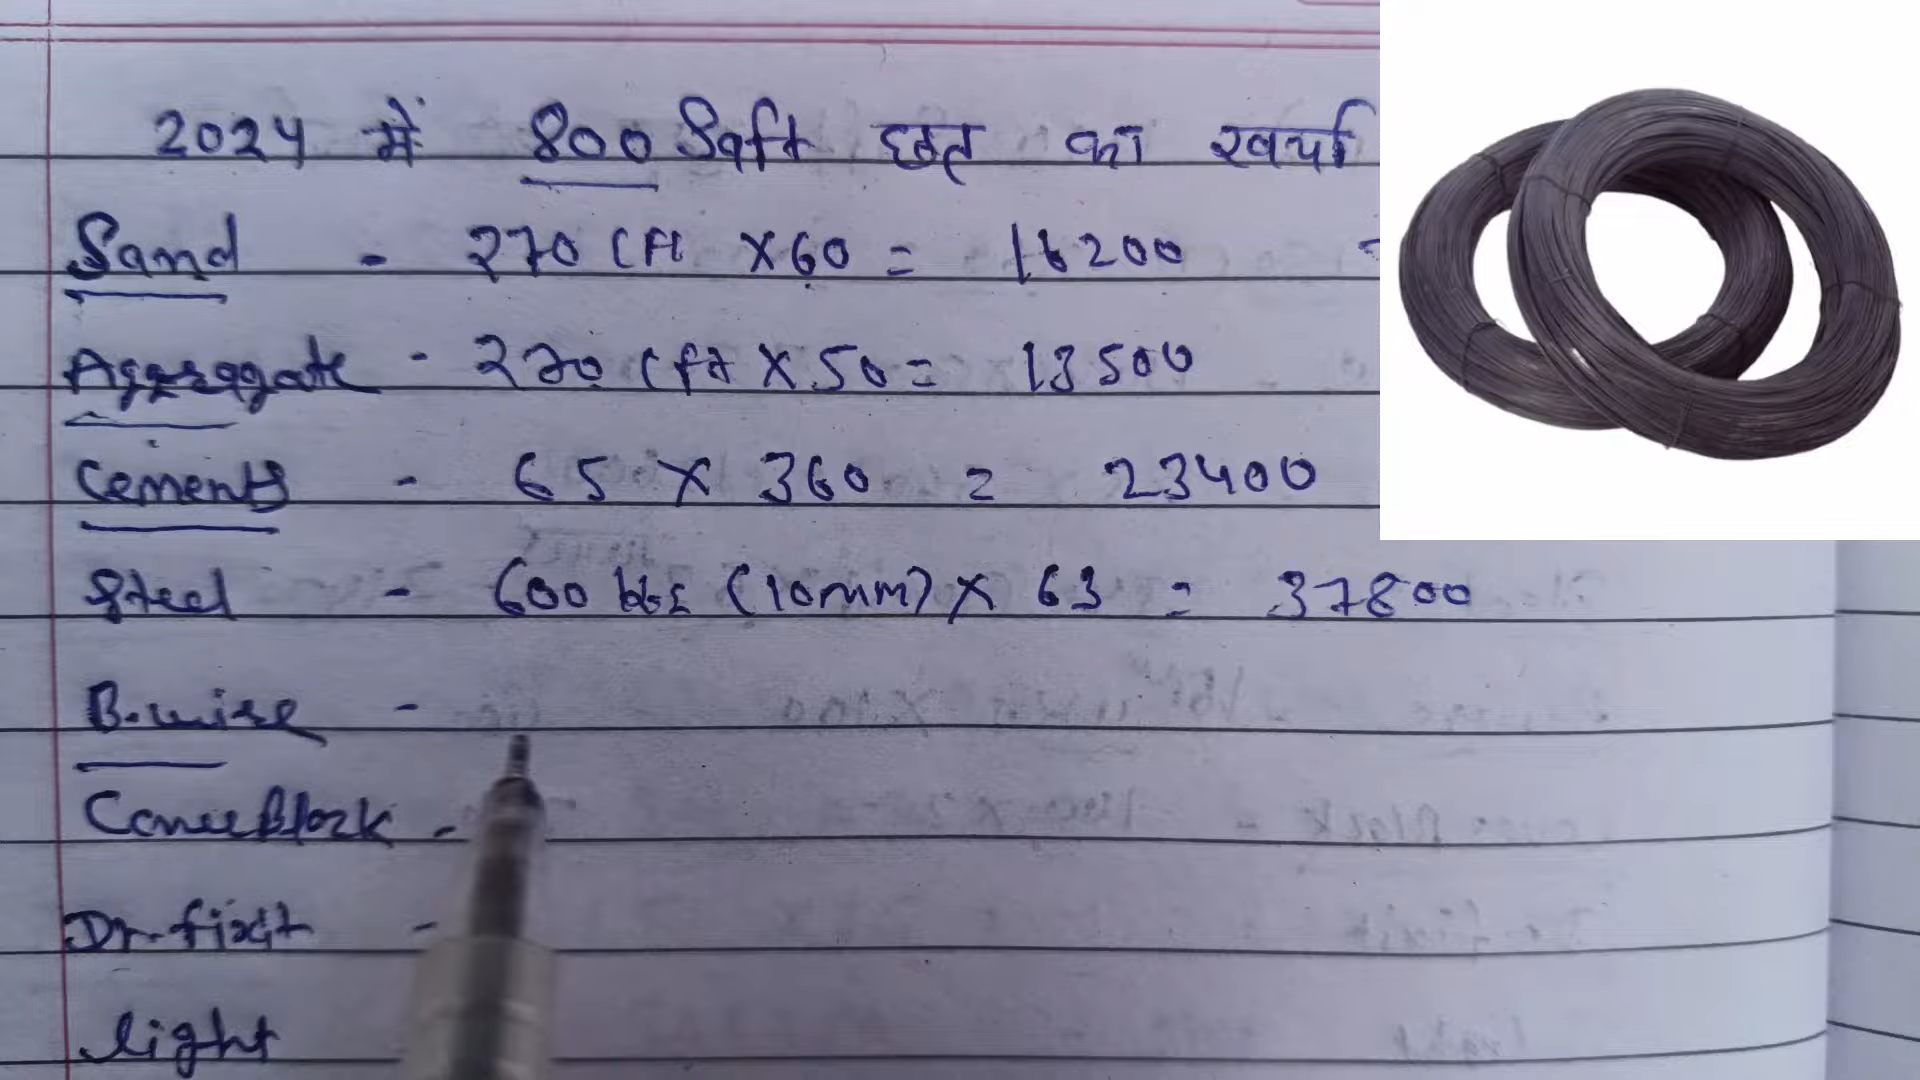 2024 में 800 Sqft छत का खर्चा
Sand - 270 Cft X 60 = 16200
Aggregate - 270 Cft X 50 = 13500
Cements - 65 X 360 = 23400
Steel - 600 kgs (10mm) X 63 = 37800
B.wire -
Cover Block -
Dr. fixit -
light